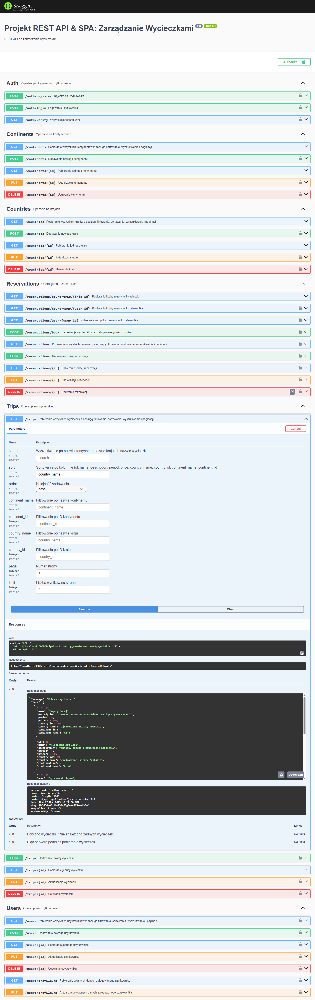 Swagger
Supported by SMARTBEAR
Projekt REST API & SPA: Zarządzanie Wycieczkami 1.0 OAS 3.0
REST API do zarządzania wycieczkami
Authorize
Auth Rejestracja i logowanie użytkowników
POST /auth/register Rejestracja użytkownika
POST /auth/login Logowanie użytkownika
GET /auth/verify Weryfikacja tokenu JWT
Continents Operacje na kontynentach
GET /continents Pobieranie wszystkich kontynentów z obsługą sortowania, wyszukiwania i paginacji
POST /continents Dodawanie nowego kontynentu
GET /continents/{id} Pobieranie jednego kontynentu
PUT /continents/{id} Aktualizacja kontynentu
DELETE /continents/{id} Usuwanie kontynentu
Countries Operacje na krajach
GET /countries Pobieranie wszystkich krajów z obsługą filtrowania, sortowania, wyszukiwania i paginacji
POST /countries Dodawanie nowego kraju
GET /countries/{id} Pobieranie jednego kraju
PUT /countries/{id} Aktualizacja kraju
DELETE /countries/{id} Usuwanie kraju
Reservations Operacje na rezerwacjach
GET /reservations/count/trip/{trip_id} Pobieranie liczby rezerwacji wycieczki
GET /reservations/count/user/{user_id} Pobieranie liczby rezerwacji użytkownika
GET /reservations/user/{user_id} Pobieranie wszystkich rezerwacji użytkownika
POST /reservations/book Rezerwacja wycieczki przez zalogowanego użytkownika
GET /reservations Pobieranie wszystkich rezerwacji z obsługą filtrowania, sortowania, wyszukiwania i paginacji
POST /reservations Dodawanie nowej rezerwacji
GET /reservations/{id} Pobieranie jednej rezerwacji
PUT /reservations/{id} Aktualizacja rezerwacji
DELETE /reservations/{id} Usuwanie rezerwacji
Trips Operacje na wycieczkach
GET /trips Pobieranie wszystkich wycieczek z obsługą filtrowania, sortowania, wyszukiwania i paginacji
Parameters Cancel
Name Description
search Wyszukiwanie po nazwie kontynentu, nazwie kraju lub nazwie wycieczki
string
(query) search
sort Sortowanie po kolumnie (id, name, description, period, price, country_name, country_id, continent_name, continent_id)
string
(query) country_name
order Kolejność sortowania
string desc
(query)
continent_name Filtrowanie po nazwie kontynentu
string
(query) continent_name
continent_id Filtrowanie po ID kontynentu
integer
(query) continent_id
country_name Filtrowanie po nazwie kraju
string
(query) country_name
country_id Filtrowanie po ID kraju
integer
(query) country_id
page Numer strony
integer
(query) 1
limit Liczba wyników na stronę
integer
(query) 5
Execute Clear
Responses
Curl
curl -X 'GET' \
'http://localhost:3000/trips?sort=country_name&order=desc&page=1&limit=5' \
-H 'accept: */*'
Request URL
http://localhost:3000/trips?sort=country_name&order=desc&page=1&limit=5
Server response
Code Details
200
Response body
{
"message": "Pobrano wycieczki.",
"data": [
{
"id": 33,
"name": "Bogaty Dubaj",
"description": "Luksus, nowoczesna architektura i pustynne safari.",
"period": 5,
"price": 11600,
"country_id": 100,
"country_name": "Zjednoczone Emiraty Arabskie",
"continent_id": 2,
"continent_name": "Azja"
},
{
"id": 35,
"name": "Nowoczesne Abu Zabi",
"description": "Kultura, sztuka i nowoczesne atrakcje.",
"period": 4,
"price": 9700,
"country_id": 100,
"country_name": "Zjednoczone Emiraty Arabskie",
"continent_id": 2,
"continent_name": "Azja"
},
{
"id": 11,
"name": "Wyprawa do Rzymu",
Download
Response headers
access-control-allow-origin: *
connection: keep-alive
content-length: 1108
content-type: application/json; charset=utf-8
date: Mon,17 Nov 2025 10:27:00 GMT
keep-alive: timeout=5
x-powered-by: Express
Responses
Code Description Links
200 Pobrano wycieczki. / Nie znaleziono żadnych wycieczek. No links
500 Błąd serwera podczas pobierania wycieczek. No links
POST /trips Dodawanie nowej wycieczki
GET /trips/{id} Pobieranie jednej wycieczki
PUT /trips/{id} Aktualizacja wycieczki
DELETE /trips/{id} Usuwanie wycieczki
Users Operacje na użytkownikach
GET /users Pobieranie wszystkich użytkowników z obsługą filtrowania, sortowania, wyszukiwania i paginacji
POST /users Dodawanie nowego użytkownika
GET /users/{id} Pobieranie jednego użytkownika
PUT /users/{id} Aktualizacja użytkownika
DELETE /users/{id} Usuwanie użytkownika
GET /users/profile/me Pobieranie własnych danych zalogowanego użytkownika
PUT /users/profile/me Aktualizacja własnych danych zalogowanego użytkownika